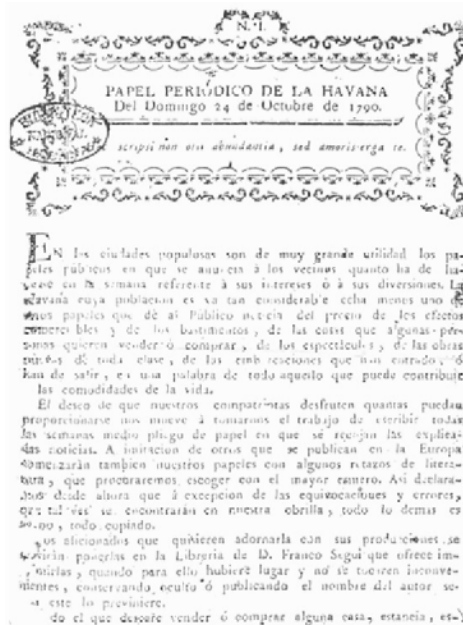 N. I.
PAPEL PERIÓDICO DE LA HAVANA
Del Domingo 24 de Octubre de 1790.
scripsi non otii abundantia, sed amoris erga te.
EN las ciudades populosas son de muy grande utilidad los pa-
peles públicos en que se anuncia à los vecinos quanto ha de ha-
cerse en la semana referente à sus intereses ó à sus diversiones. La
Havana cuya poblacion es ya tan considerable echa menos uno de
estos papeles que dé al Público noticia del precio de los efectos
comerciables y de los bastimentos, de las cosas que algunas per-
sonas quieren vender ó comprar, de los espectáculos, de las obras
nuevas de toda clase, de las embarcaciones que han entrado, ó
han de salir, en una palabra de todo aquello que puede contribuir
las comodidades de la vida.
El deseo de que nuestros compatriotas desfruten quantas puedan
proporcionarse nos mueve à tomarnos el trabajo de escribir todas
las semanas medio pliego de papel en que se recojan las explica-
das noticias. A imitacion de otros que se publican en la Europa
comenzarán tambien nuestros papeles con algunos retazos de litera-
tura, que procuraremos escoger con el mayor esmero. Asi declara-
mos desde ahora que à excepcion de las equivocaciones y errores,
que tal vez se encontrarán en nuestra obrilla, todo lo demas es
ageno, todo copiado.
Los aficionados que quisieren adornarla con sus producciones se
servirán ponerlas en la Librería de D. Franco Seguí que ofrece im-
primirlas, quando para ello hubiere lugar y no se tocaren inconve-
nientes, conservando oculto ó publicando el nombre del autor se-
este lo previniere.
do el que desease vender ó comprar alguna casa, estancia, es-